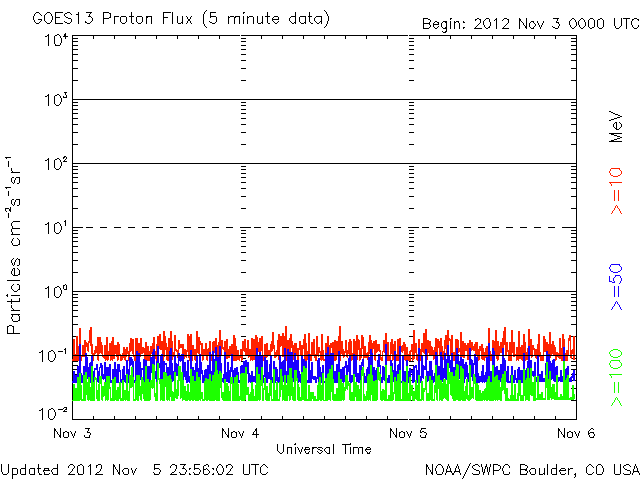 GOES13 Proton Flux (5 minute data)
Begin: 2012 Nov 3 0000 UTC
Particles cm⁻²s⁻¹sr⁻¹
10⁴
10³
10²
10¹
10⁰
10⁻¹
10⁻²
MeV
>=10
>=50
>=100
Nov 3
Nov 4
Nov 5
Nov 6
Universal Time
Updated 2012 Nov 5 23:56:02 UTC
NOAA/SWPC Boulder, CO USA